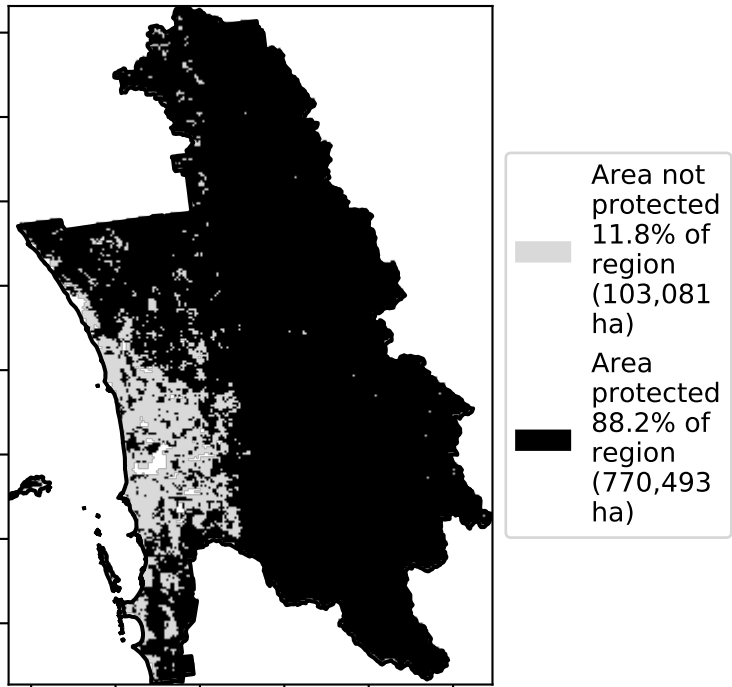 Area not
protected
11.8% of
region
(103,081
ha)
Area
protected
88.2% of
region
(770,493
ha)